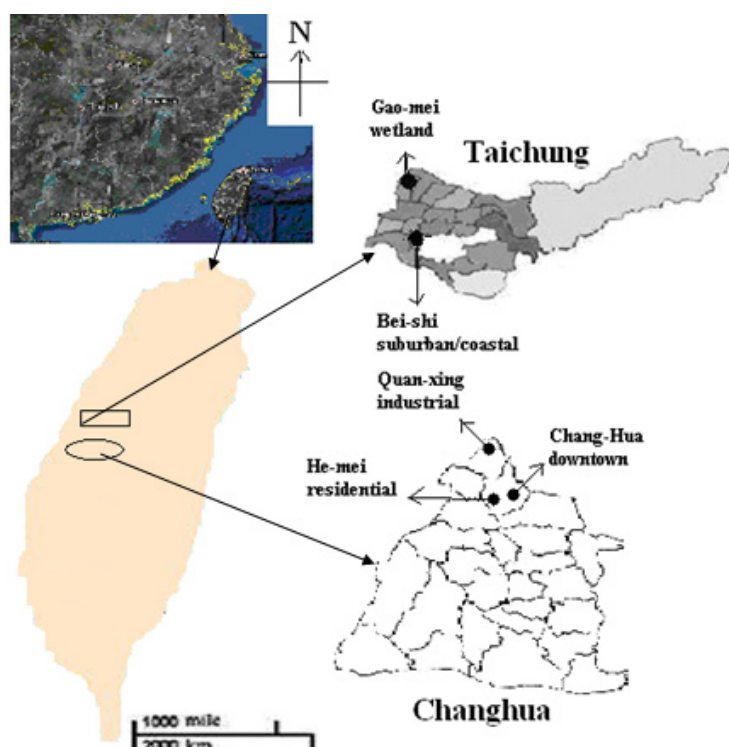 N
Gao-mei
wetland
Taichung
Bei-shi
suburban/coastal
Quan-xing
industrial
Chang-Hua
downtown
He-mei
residential
Changhua
1000 mile
2000 km